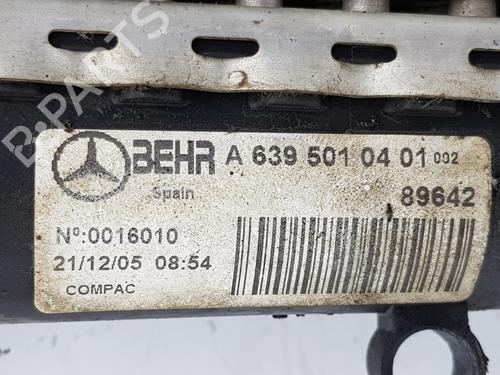 BEHR A 639 501 04 01 002
Spain 89642
Nº:0016010
21/12/05 08:54
COMPAC
B-PARTS